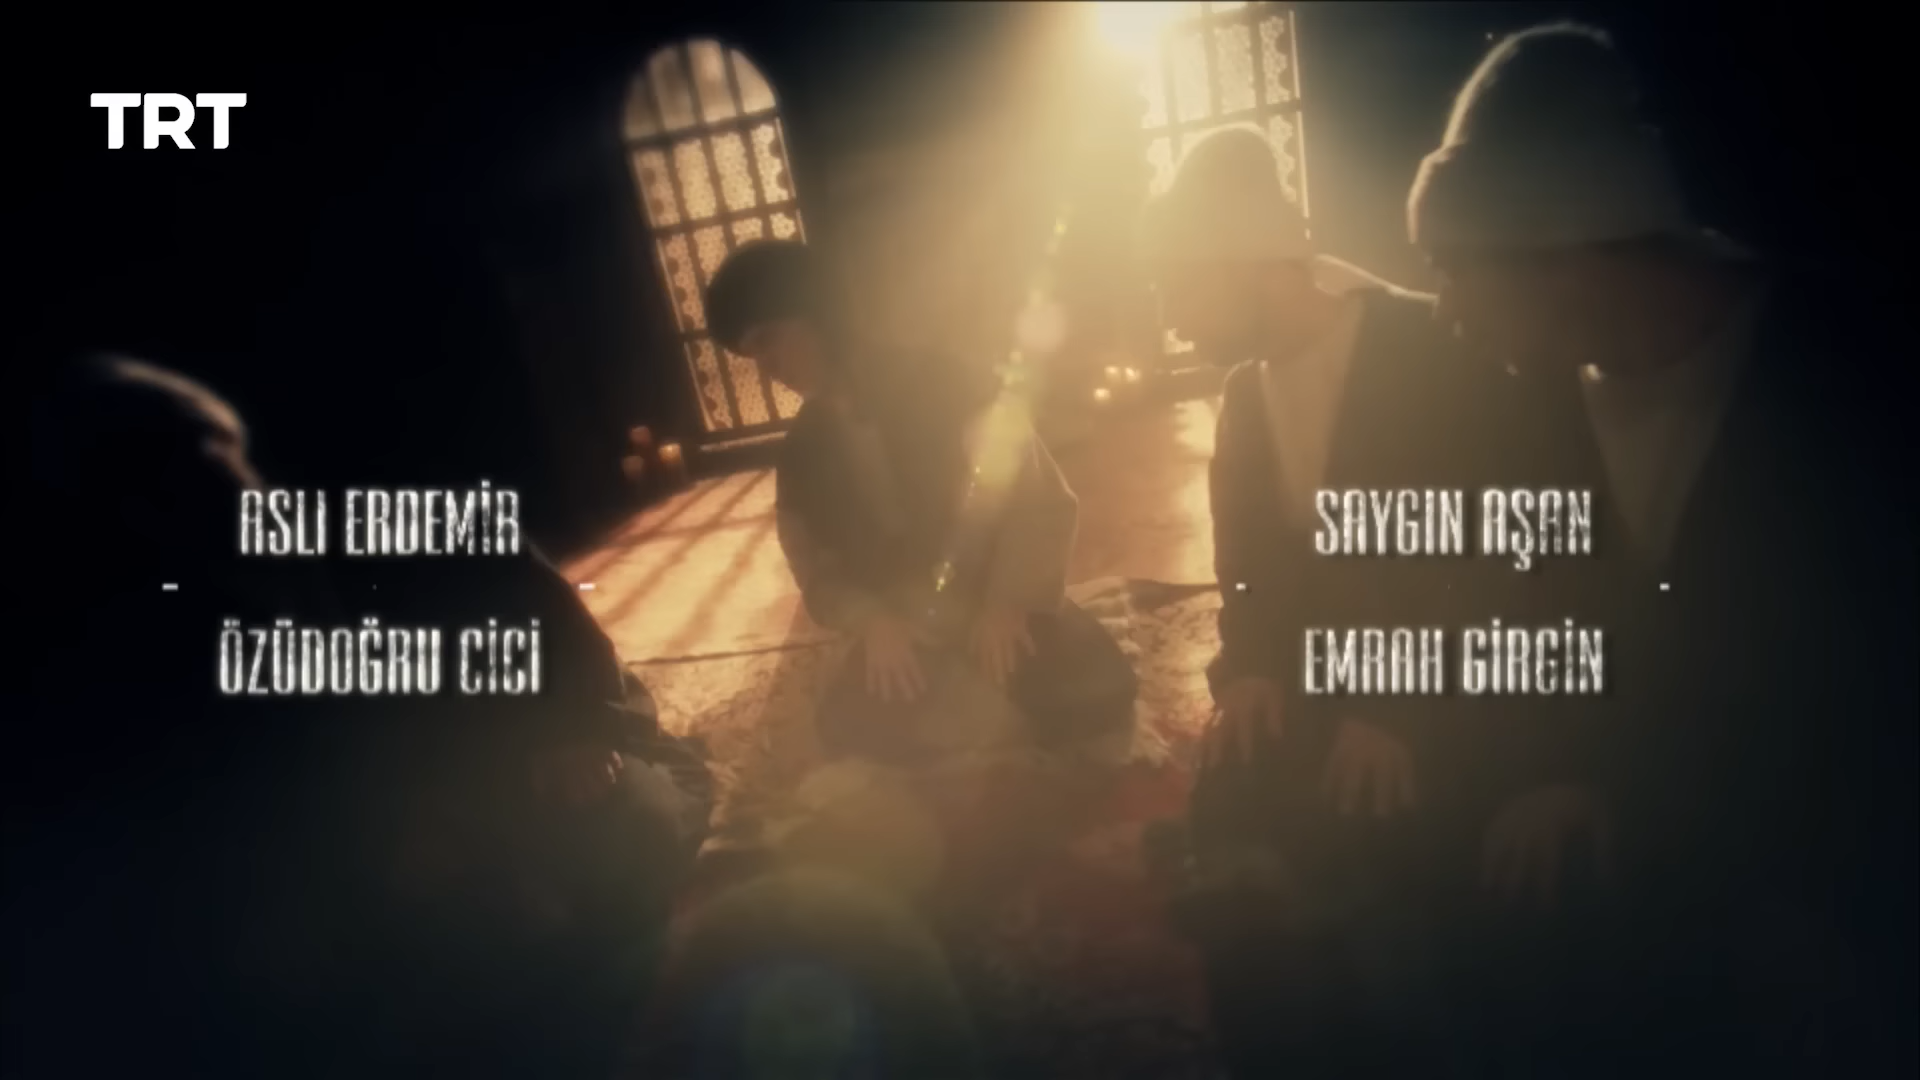 TRT
ASLI ERDEMİR
ÖZÜDOĞRU CİCİ
SAYGIN AŞAN
EMRAH GİRGİN